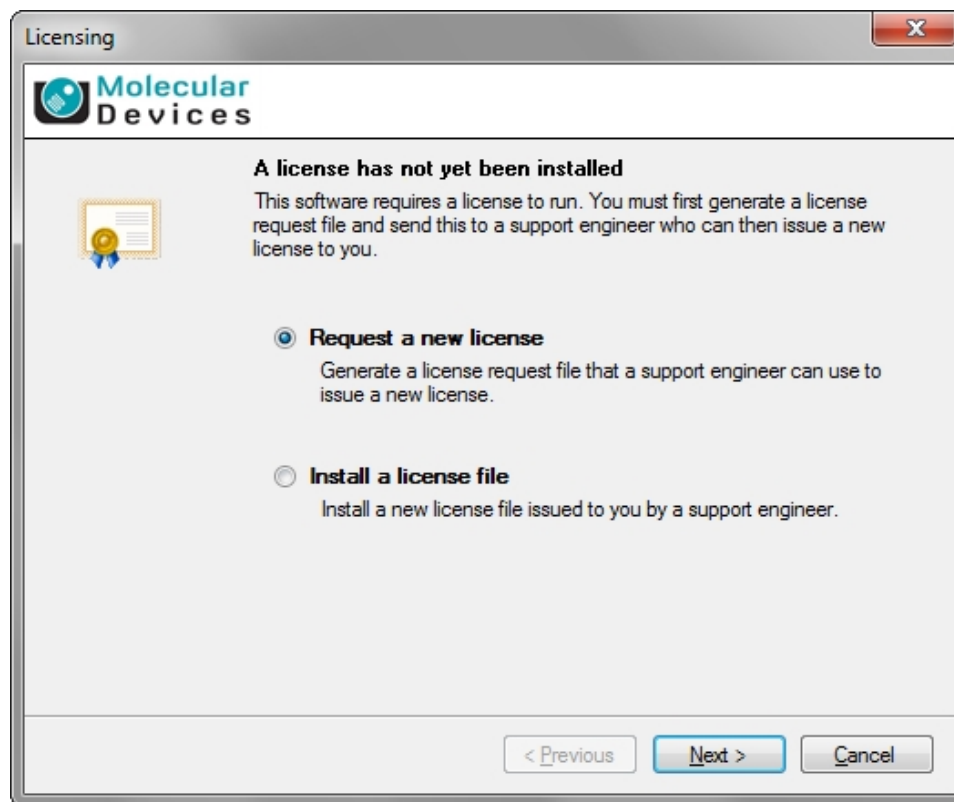 Licensing
Molecular
Devices
A license has not yet been installed
This software requires a license to run. You must first generate a license
request file and send this to a support engineer who can then issue a new
license to you.
Request a new license
Generate a license request file that a support engineer can use to
issue a new license.
Install a license file
Install a new license file issued to you by a support engineer.
< Previous
Next >
Cancel